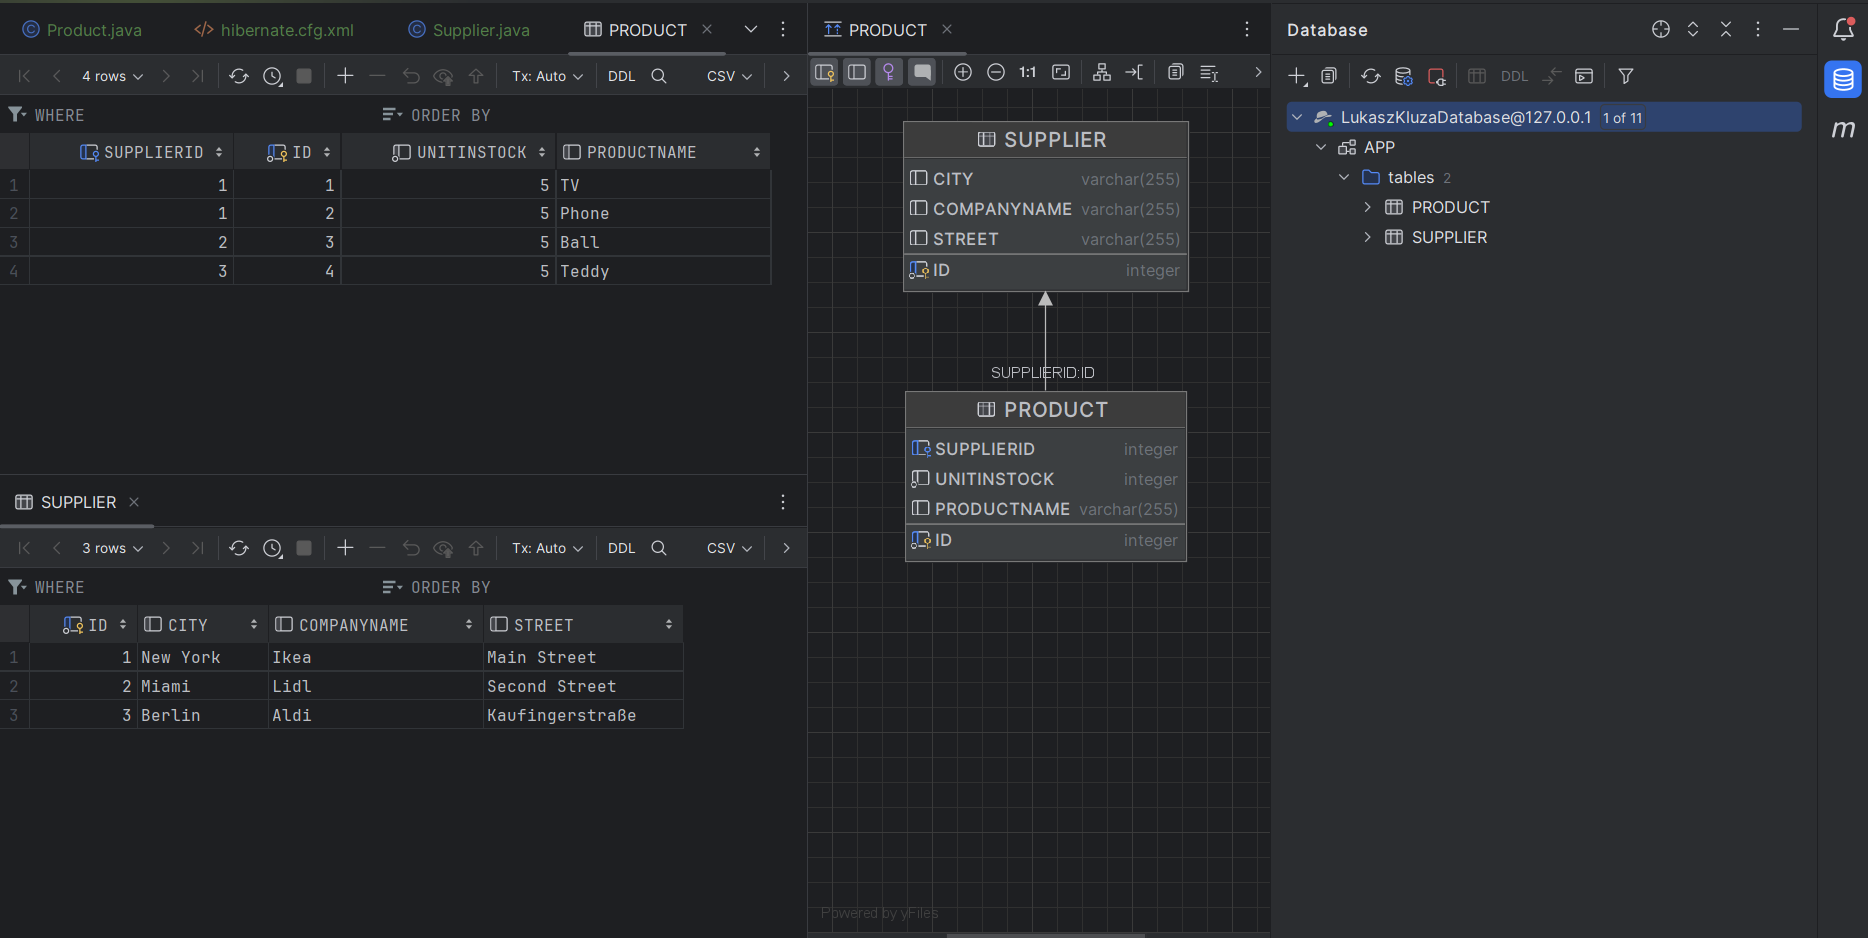 Product.java hibernate.cfg.xml Supplier.java PRODUCT
4 rows Tx: Auto DDL CSV
WHERE ORDER BY
SUPPLIERID ID UNITINSTOCK PRODUCTNAME
1 1 1 5 TV
2 1 2 5 Phone
3 2 3 5 Ball
4 3 4 5 Teddy
SUPPLIER
3 rows Tx: Auto DDL CSV
WHERE ORDER BY
ID CITY COMPANYNAME STREET
1 1 New York Ikea Main Street
2 2 Miami Lidl Second Street
3 3 Berlin Aldi Kaufingerstraße
PRODUCT
1:1
SUPPLIER
CITY varchar(255)
COMPANYNAME varchar(255)
STREET varchar(255)
ID integer
SUPPLIERID:ID
PRODUCT
SUPPLIERID integer
UNITINSTOCK integer
PRODUCTNAME varchar(255)
ID integer
Powered by yFiles
Database
DDL
LukaszKluzaDatabase@127.0.0.1 1 of 11
APP
tables 2
PRODUCT
SUPPLIER
m